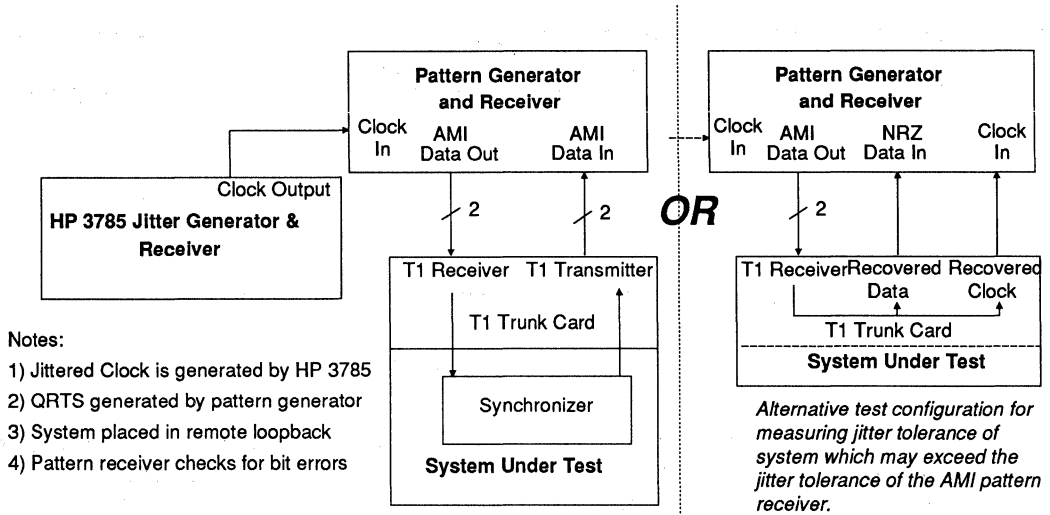 Pattern Generator
and Receiver
Clock
In
AMI
Data Out
AMI
Data In
Clock Output
HP 3785 Jitter Generator &
Receiver
2
2
T1 Receiver
T1 Transmitter
T1 Trunk Card
Synchronizer
System Under Test
Notes:
1) Jittered Clock is generated by HP 3785
2) QRTS generated by pattern generator
3) System placed in remote loopback
4) Pattern receiver checks for bit errors
OR
Pattern Generator
and Receiver
Clock
In
AMI
Data Out
NRZ
Data In
Clock
In
2
T1 Receiver
Recovered
Data
Recovered
Clock
T1 Trunk Card
System Under Test
Alternative test configuration for
measuring jitter tolerance of
system which may exceed the
jitter tolerance of the AMI pattern
receiver.